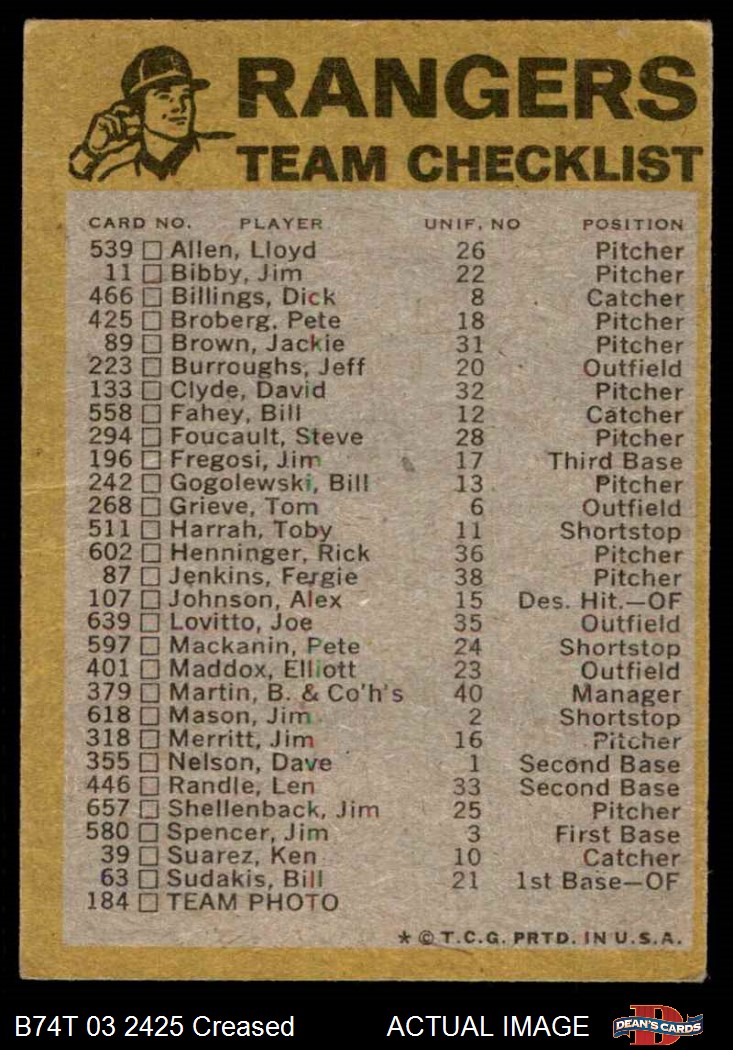 RANGERS
TEAM CHECKLIST
CARD NO. PLAYER UNIF. NO POSITION
539 Allen, Lloyd 26 Pitcher
11 Bibby, Jim 22 Pitcher
466 Billings, Dick 8 Catcher
425 Broberg, Pete 18 Pitcher
89 Brown, Jackie 31 Pitcher
223 Burroughs, Jeff 20 Outfield
133 Clyde, David 32 Pitcher
558 Fahey, Bill 12 Catcher
294 Foucault, Steve 28 Pitcher
196 Fregosi, Jim 17 Third Base
242 Gogolewski, Bill 13 Pitcher
268 Grieve, Tom 6 Outfield
511 Harrah, Toby 11 Shortstop
602 Henninger, Rick 36 Pitcher
87 Jenkins, Fergie 38 Pitcher
107 Johnson, Alex 15 Des. Hit.—OF
639 Lovitto, Joe 35 Outfield
597 Mackanin, Pete 24 Shortstop
401 Maddox, Elliott 23 Outfield
379 Martin, B. & Co'h's 40 Manager
618 Mason, Jim 2 Shortstop
318 Merritt, Jim 16 Pitcher
355 Nelson, Dave 1 Second Base
446 Randle, Len 33 Second Base
657 Shellenback, Jim 25 Pitcher
580 Spencer, Jim 3 First Base
39 Suarez, Ken 10 Catcher
63 Sudakis, Bill 21 1st Base—OF
184 TEAM PHOTO
* © T.C.G. PRTD. IN U.S.A.
B74T 03 2425 Creased ACTUAL IMAGE
D DEAN'S CARDS